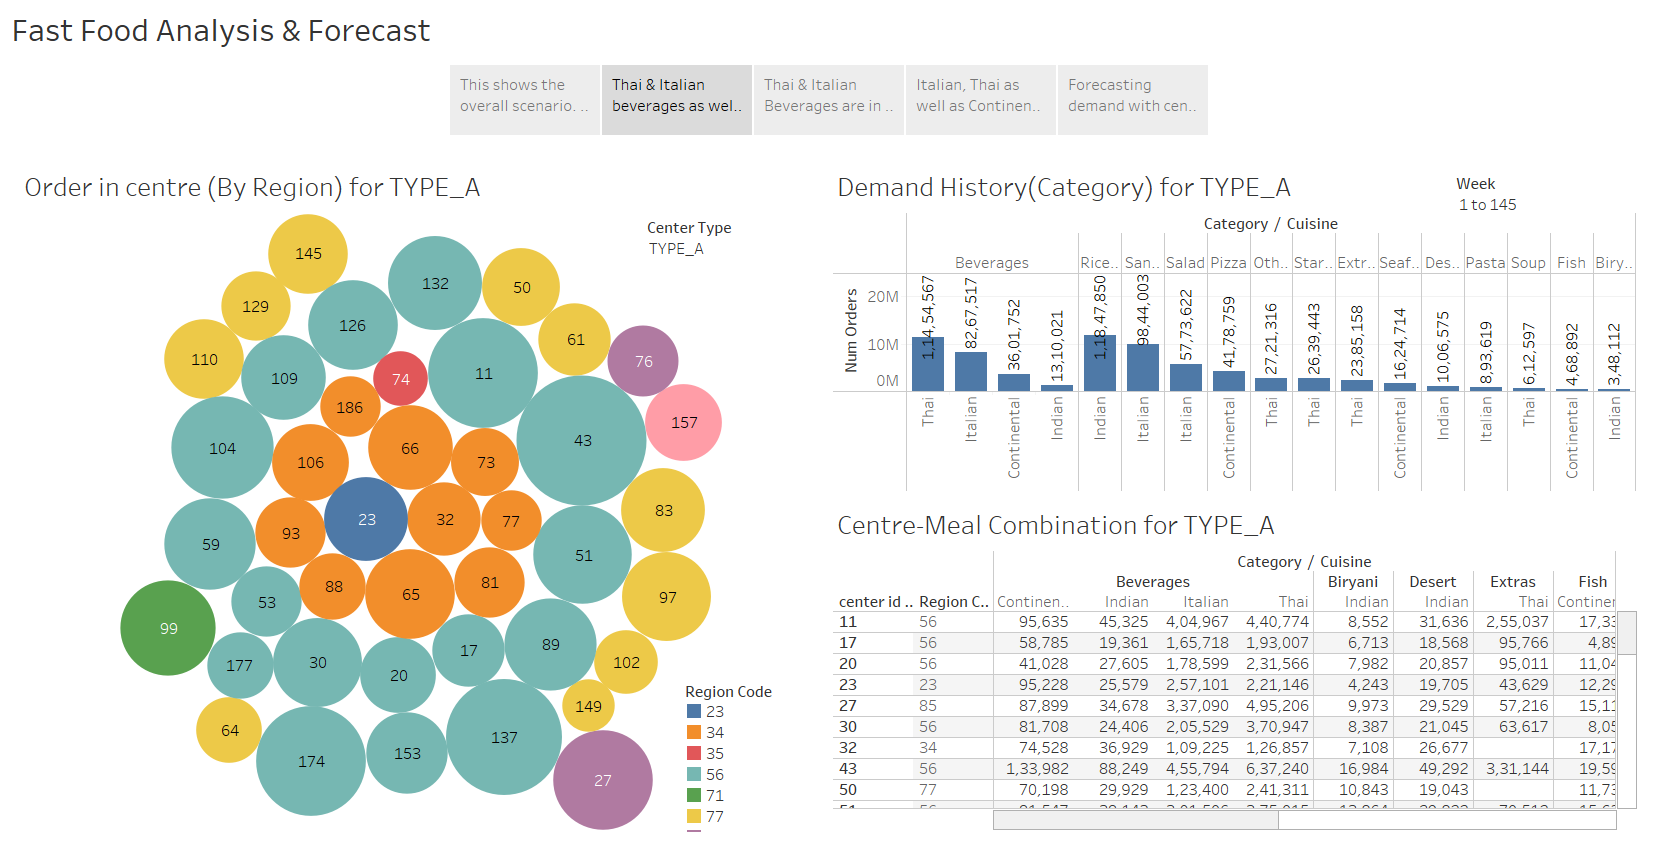 Fast Food Analysis & Forecast
This shows the
overall scenario. ..
Thai & Italian
beverages as wel..
Thai & Italian
Beverages are in ..
Italian, Thai as
well as Continen..
Forecasting
demand with cen..
Order in centre (By Region) for TYPE_A
Center Type
TYPE_A
145
132
50
129
126
61
110
109
74
11
76
186
157
104
106
66
73
43
59
93
23
32
77
83
51
99
53
88
65
81
97
177
30
20
17
89
102
64
149
174
153
137
27
Region Code
23
34
35
56
71
77
Demand History(Category) for TYPE_A
Week
1 to 145
Category / Cuisine
Beverages Rice.. San.. Salad Pizza Oth.. Star.. Extr.. Seaf.. Des.. Pasta Soup Fish Biry..
Num Orders
20M
10M
0M
1,14,54,567 82,67,517 36,01,752 13,10,021 1,18,47,850 98,44,003 57,73,622 41,78,759 27,21,316 26,39,443 23,85,158 16,24,714 10,06,575 8,93,619 6,12,597 4,68,892 3,48,112
Thai Italian Continental Indian Indian Italian Italian Continental Thai Thai Thai Continental Indian Italian Thai Continental Indian
Centre-Meal Combination for TYPE_A
Category / Cuisine
Beverages Biryani Desert Extras Fish
center id .. Region C.. Continen.. Indian Italian Thai Indian Indian Thai Continer
11 56 95,635 45,325 4,04,967 4,40,774 8,552 31,636 2,55,037 17,33
17 56 58,785 19,361 1,65,718 1,93,007 6,713 18,568 95,766 4,89
20 56 41,028 27,605 1,78,599 2,31,566 7,982 20,857 95,011 11,04
23 23 95,228 25,579 2,57,101 2,21,146 4,243 19,705 43,629 12,29
27 85 87,899 34,678 3,37,090 4,95,206 9,973 29,529 57,216 15,11
30 56 81,708 24,406 2,05,529 3,70,947 8,387 21,045 63,617 8,05
32 34 74,528 36,929 1,09,225 1,26,857 7,108 26,677 17,17
43 56 1,33,982 88,249 4,55,794 6,37,240 16,984 49,292 3,31,144 19,59
50 77 70,198 29,929 1,23,400 2,41,311 10,843 19,043 11,73